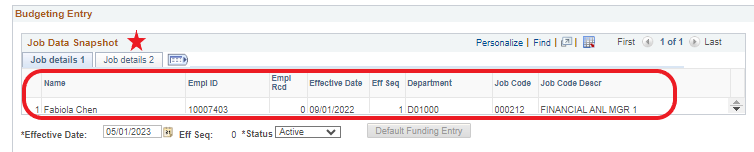 Budgeting Entry
Job Data Snapshot
Personalize | Find | | First 1 of 1 Last
Job details 1 Job details 2
Name Empl ID Empl Rcd Effective Date Eff Seq Department Job Code Job Code Descr
1 Fabiola Chen 10007403 0 09/01/2022 1 D01000 000212 FINANCIAL ANL MGR 1
*Effective Date: 05/01/2023 Eff Seq: 0 *Status Active Default Funding Entry